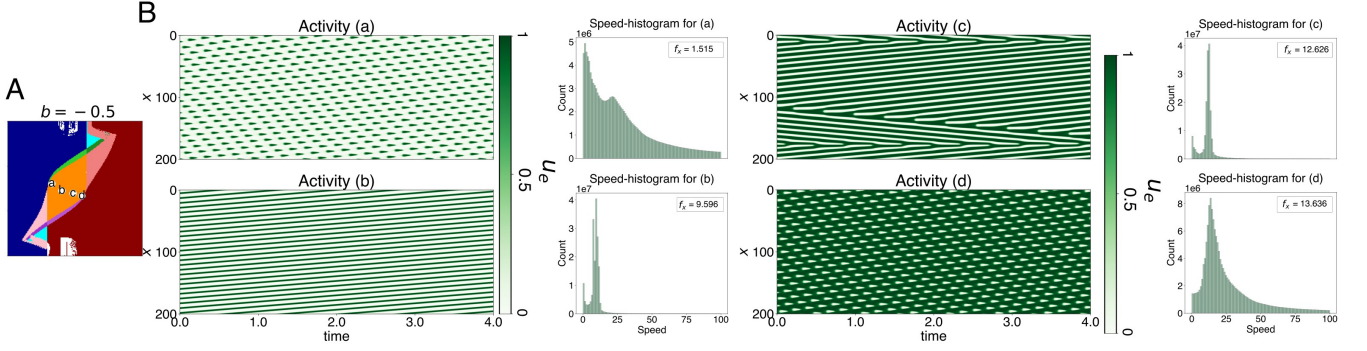 A
b = −0.5
a
b
c
d
B
Activity (a)
x
0
100
200
Activity (b)
x
0
100
200
0.0
1.0
2.0
3.0
4.0
time
1
0.5
0
u_e
Speed-histogram for (a)
1e6
f_x = 1.515
Count
5
4
3
2
1
0
Speed-histogram for (b)
1e7
f_x = 9.596
Count
4
3
2
1
0
0
25
50
75
100
Speed
Activity (c)
x
0
100
200
Activity (d)
x
0
100
200
0.0
1.0
2.0
3.0
4.0
time
1
0.5
0
u_e
Speed-histogram for (c)
1e7
f_x = 12.626
Count
4
3
2
1
0
Speed-histogram for (d)
1e6
f_x = 13.636
Count
8
7
6
5
4
3
2
1
0
0
25
50
75
100
Speed